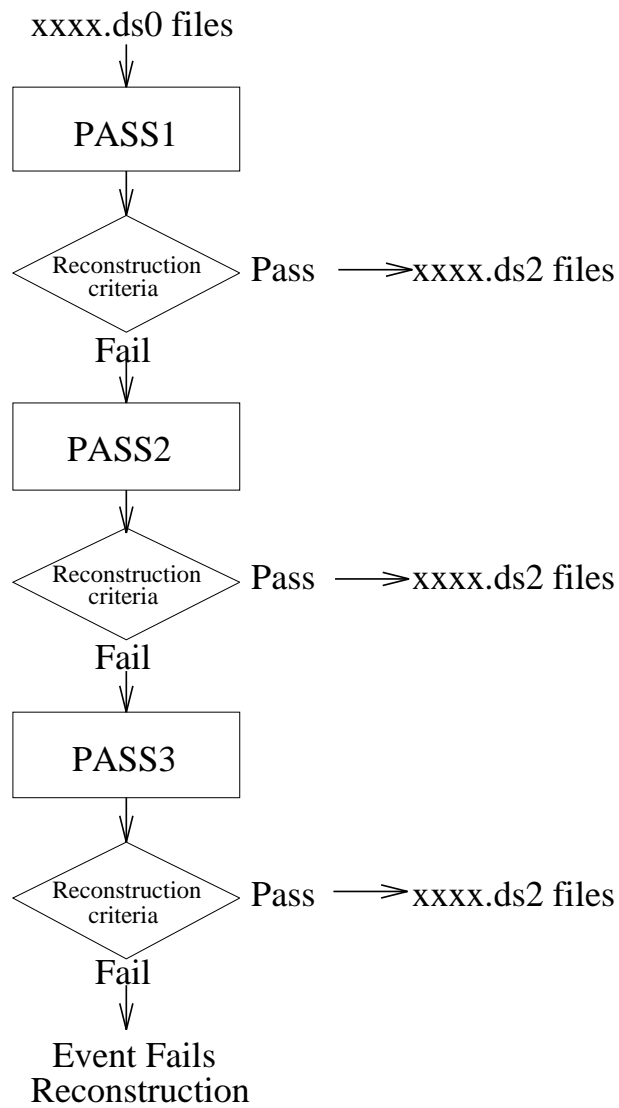 xxxx.ds0 files
PASS1
Reconstruction
criteria
Pass
xxxx.ds2 files
Fail
PASS2
Reconstruction
criteria
Pass
xxxx.ds2 files
Fail
PASS3
Reconstruction
criteria
Pass
xxxx.ds2 files
Fail
Event Fails
Reconstruction